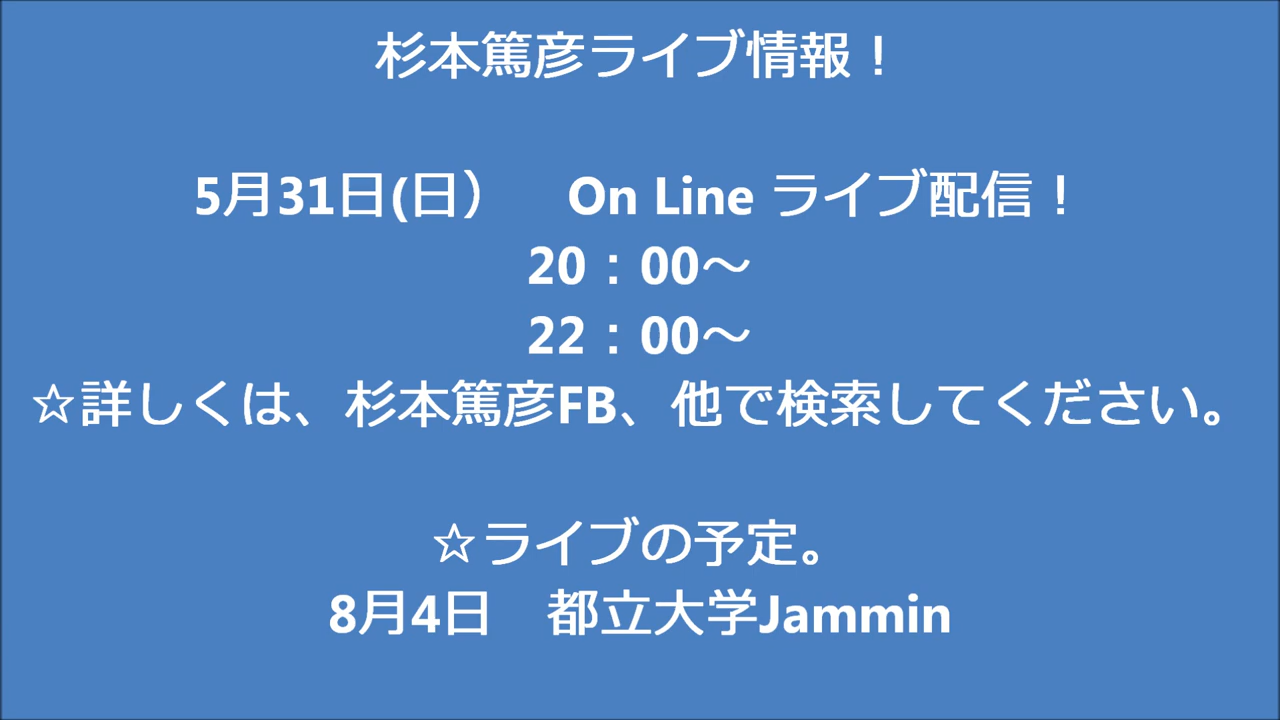 杉本篤彦ライブ情報！
5月31日(日）　On Line ライブ配信！
20：00～
22：00～
☆詳しくは、杉本篤彦FB、他で検索してください。
☆ライブの予定。
8月4日　都立大学Jammin